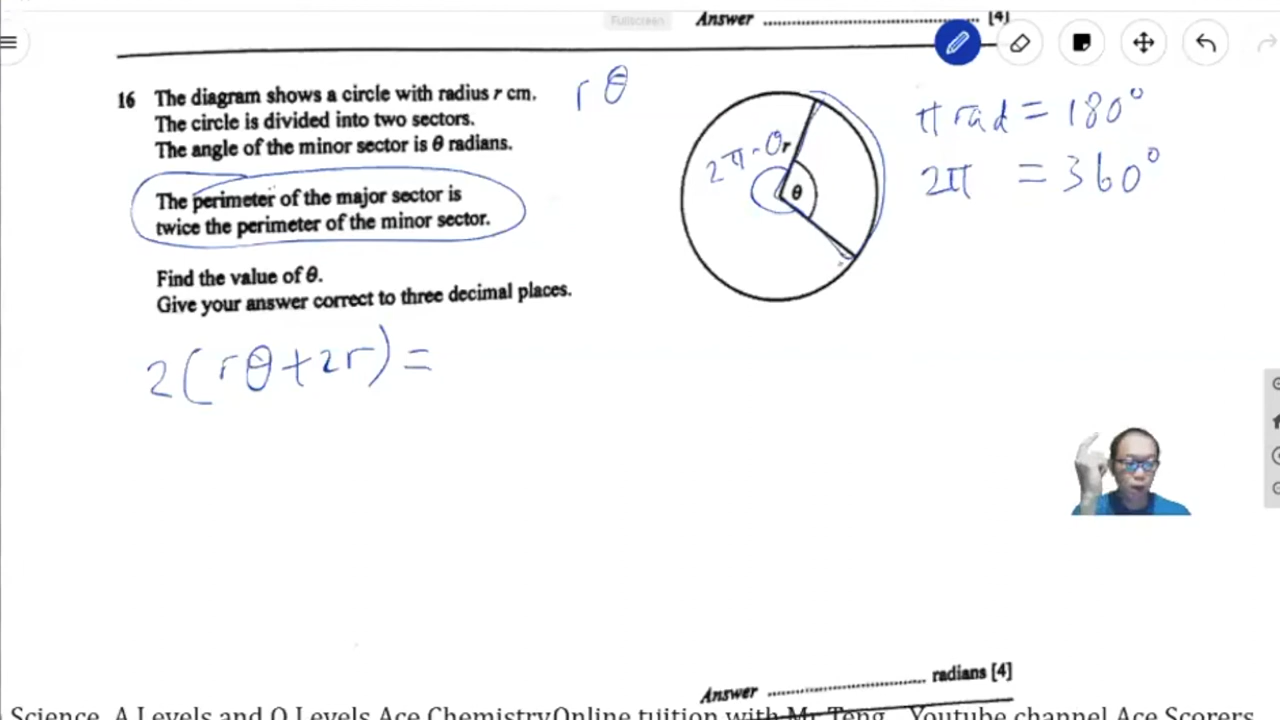 Fullscreen
Answer ........................................ [4]
16 The diagram shows a circle with radius r cm.
The circle is divided into two sectors.
The angle of the minor sector is θ radians.
rθ
The perimeter of the major sector is
twice the perimeter of the minor sector.
Find the value of θ.
Give your answer correct to three decimal places.
2π-θ
r
θ
π rad = 180°
2π = 360°
2(rθ+2r) =
Answer .............................. radians [4]
Science, A Levels and O Levels Ace Chemistry Online tuition with Mr Teng Youtube channel Ace Scorers